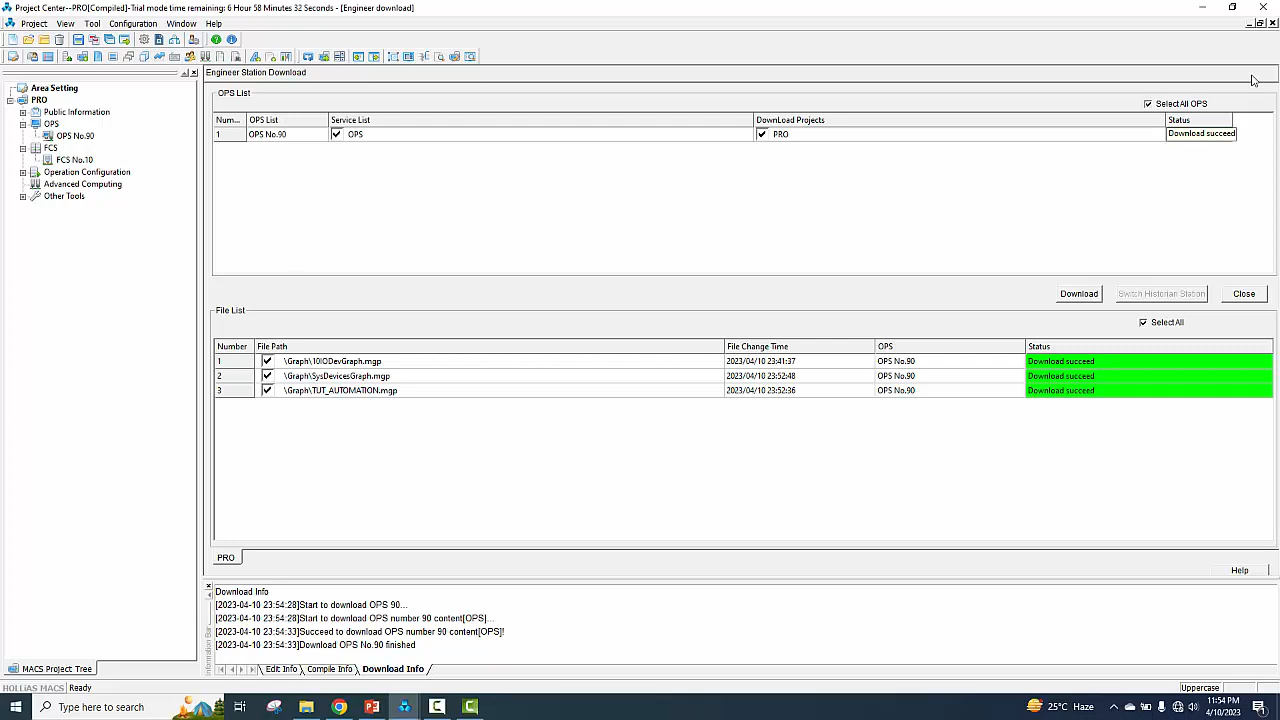 Project Center--PRO[Compiled]-Trial mode time remaining: 6 Hour 58 Minutes 32 Seconds - [Engineer download]
Project View Tool Configuration Window Help
Engineer Station Download
Area Setting
PRO
Public Information
OPS
OPS No.90
FCS
FCS No.10
Operation Configuration
Advanced Computing
Other Tools
OPS List
SelectAll OPS
Num... OPS List Service List DownLoad Projects Status
1 OPS No.90 OPS PRO Download succeed
Download Switch Historian Station Close
File List
SelectAll
Number File Path File Change Time OPS Status
1 \Graph\10IODevGraph.mgp 2023/04/10 23:41:37 OPS No.90 Download succeed
2 \Graph\SysDevicesGraph.mgp 2023/04/10 23:52:48 OPS No.90 Download succeed
3 \Graph\TUT_AUTOMATION.mgp 2023/04/10 23:52:36 OPS No.90 Download succeed
PRO
Help
Download Info
[2023-04-10 23:54:28]Start to download OPS 90...
[2023-04-10 23:54:28]Start to download OPS number 90 content[OPS]...
[2023-04-10 23:54:33]Succeed to download OPS number 90 content[OPS]!
[2023-04-10 23:54:33]Download OPS No.90 finished
Information Bar
Edit Info Compile Info Download Info
MACS Project Tree
HOLLiAS MACS Ready
Uppercase
Type here to search
25°C Haze
11:54 PM
4/10/2023